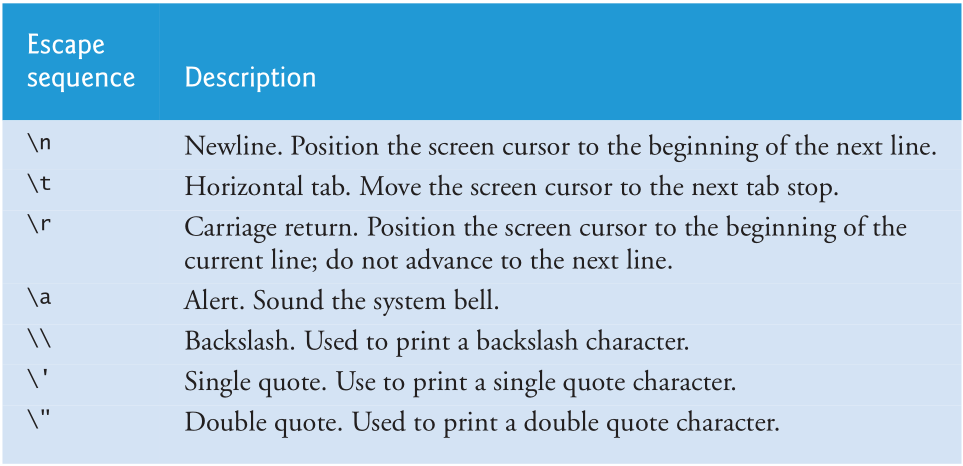 Escape
sequence Description
\n Newline. Position the screen cursor to the beginning of the next line.
\t Horizontal tab. Move the screen cursor to the next tab stop.
\r Carriage return. Position the screen cursor to the beginning of the
current line; do not advance to the next line.
\a Alert. Sound the system bell.
\\ Backslash. Used to print a backslash character.
\' Single quote. Use to print a single quote character.
\" Double quote. Used to print a double quote character.